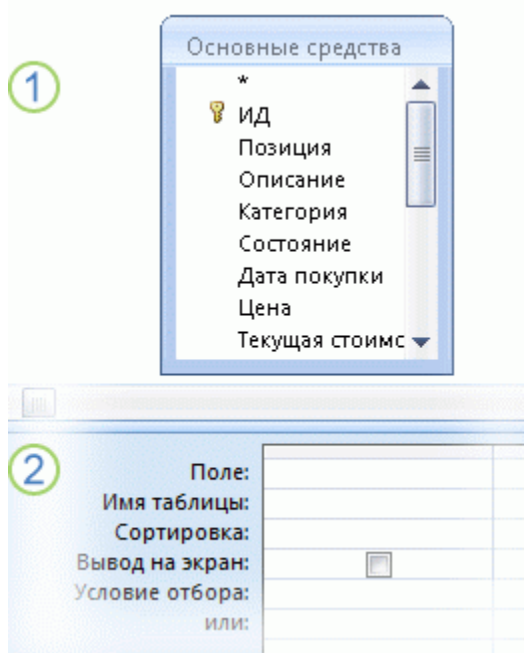 Основные средства
1
*
ИД
Позиция
Описание
Категория
Состояние
Дата покупки
Цена
Текущая стоимс
2
Поле:
Имя таблицы:
Сортировка:
Вывод на экран:
Условие отбора:
или: